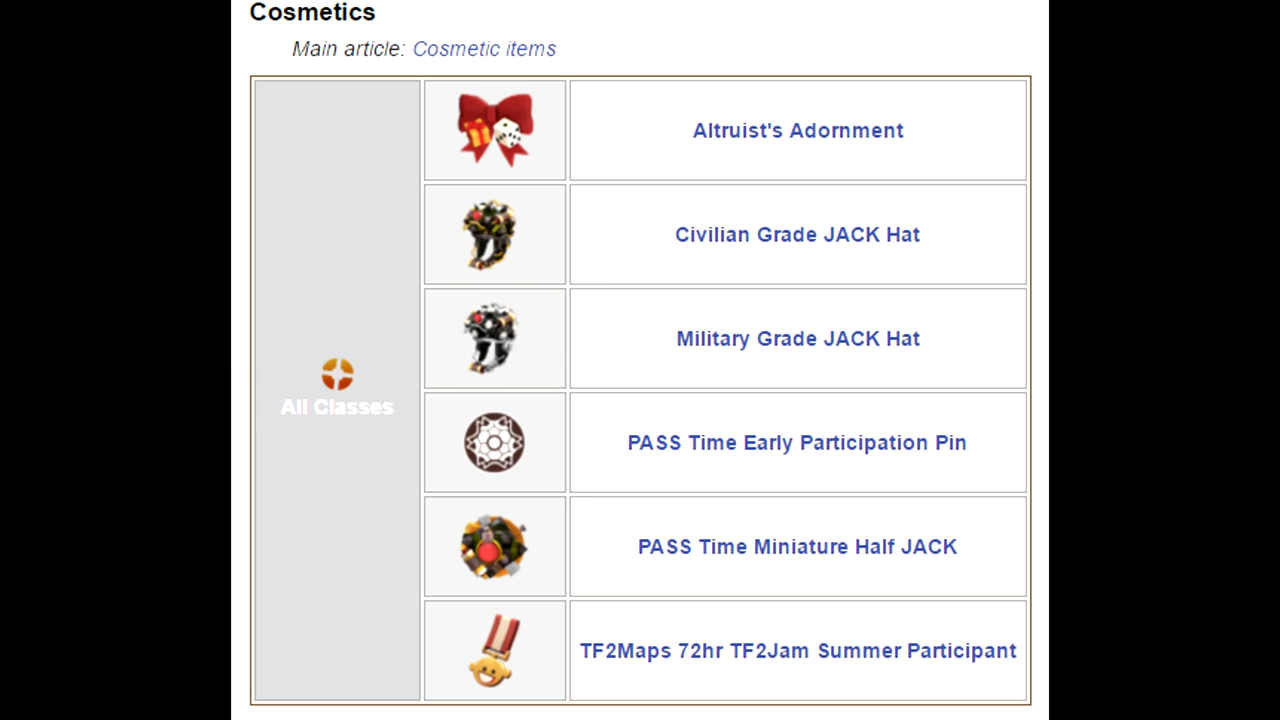 Cosmetics
Main article: Cosmetic items
Altruist's Adornment
Civilian Grade JACK Hat
Military Grade JACK Hat
All Classes
PASS Time Early Participation Pin
PASS Time Miniature Half JACK
TF2Maps 72hr TF2Jam Summer Participant